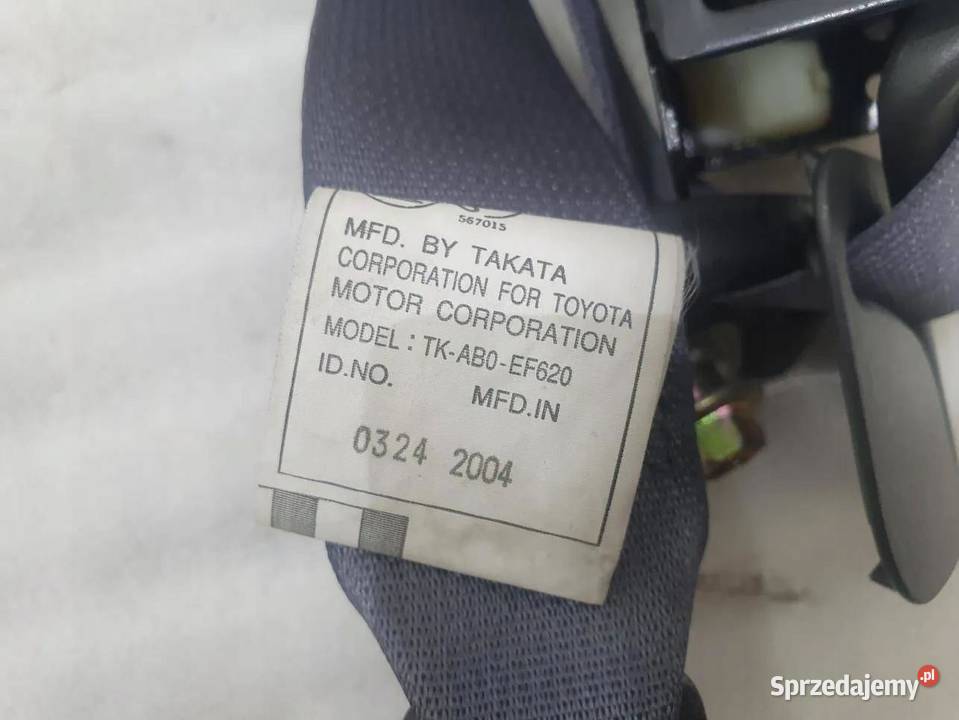 567015
MFD. BY TAKATA
CORPORATION FOR TOYOTA
MOTOR CORPORATION
MODEL : TK-AB0-EF620
ID.NO. MFD.IN
0324 2004
Sprzedajemy.pl